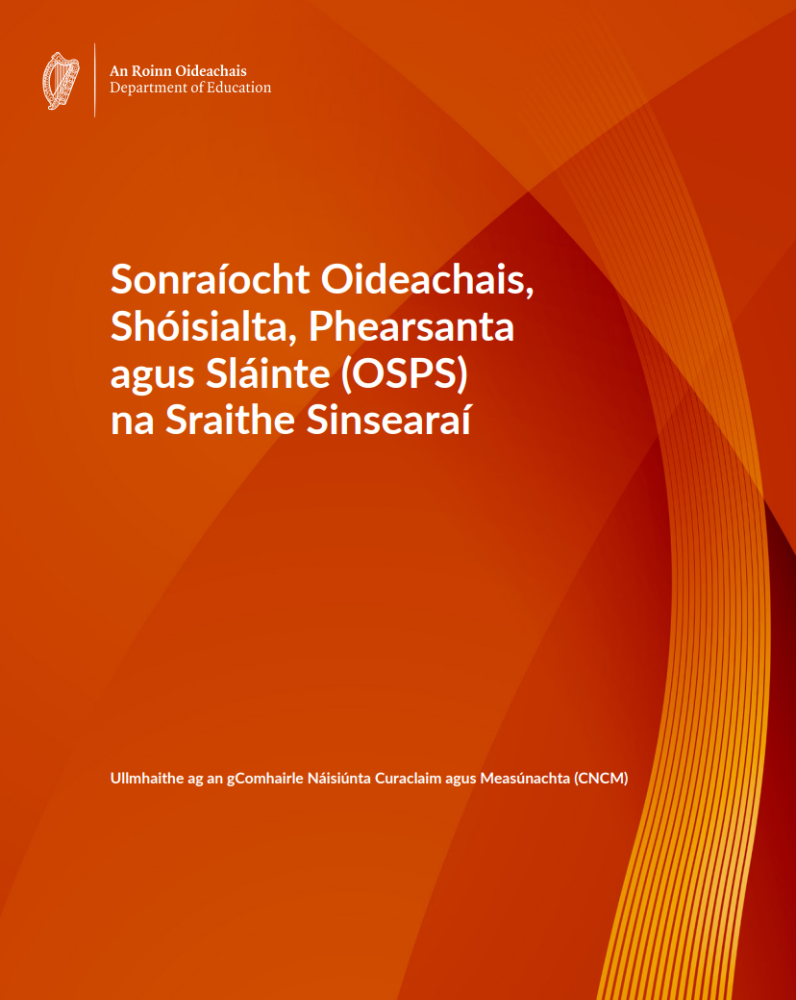 An Roinn Oideachais
Department of Education
Sonraíocht Oideachais,
Shóisialta, Phearsanta
agus Sláinte (OSPS)
na Sraithe Sinsearaí
Ullmhaithe ag an gComhairle Náisiúnta Curaclaim agus Measúnachta (CNCM)